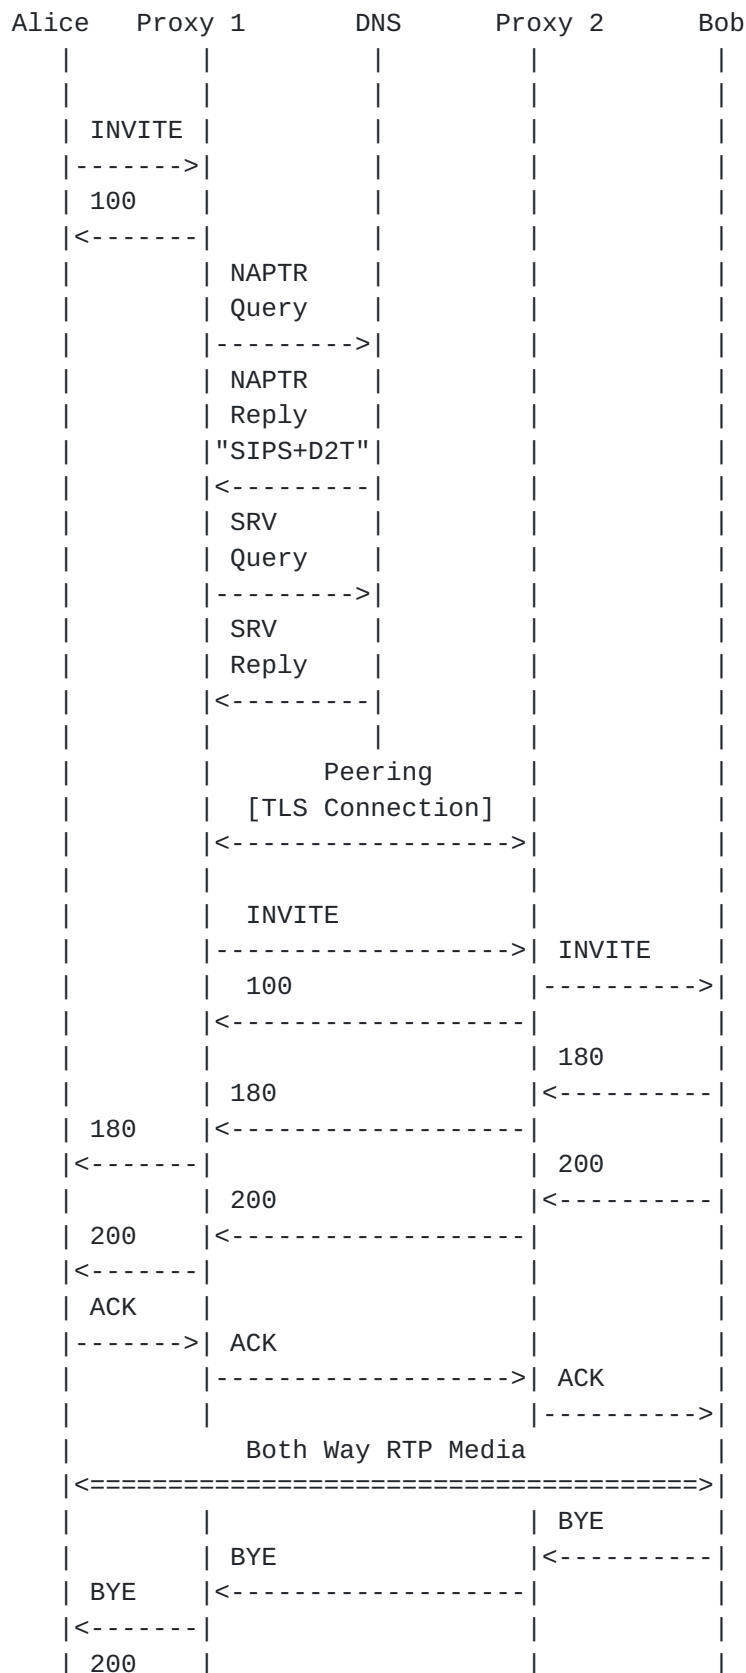 Alice   Proxy 1       DNS      Proxy 2      Bob
INVITE
100
NAPTR
Query
NAPTR
Reply
"SIPS+D2T"
SRV
Query
SRV
Reply
Peering
[TLS Connection]
INVITE
INVITE
100
180
180
180
200
200
200
ACK
ACK
ACK
Both Way RTP Media
BYE
BYE
BYE
200